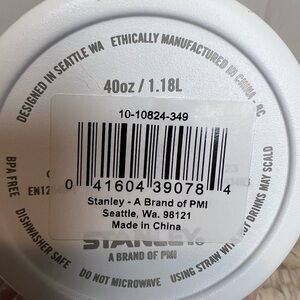 DESIGNED IN SEATTLE WA
ETHICALLY MANUFACTURED IN CHINA - BC
40oz / 1.18L
10-10824-349
0 41604 39078 4
Stanley - A Brand of PMI
Seattle, Wa. 98121
Made in China
BPA FREE
EN12
DISHWASHER SAFE
DO NOT MICROWAVE
USING STRAW WITH HOT DRINKS MAY SCALD
STANLEY®
A BRAND OF PMI